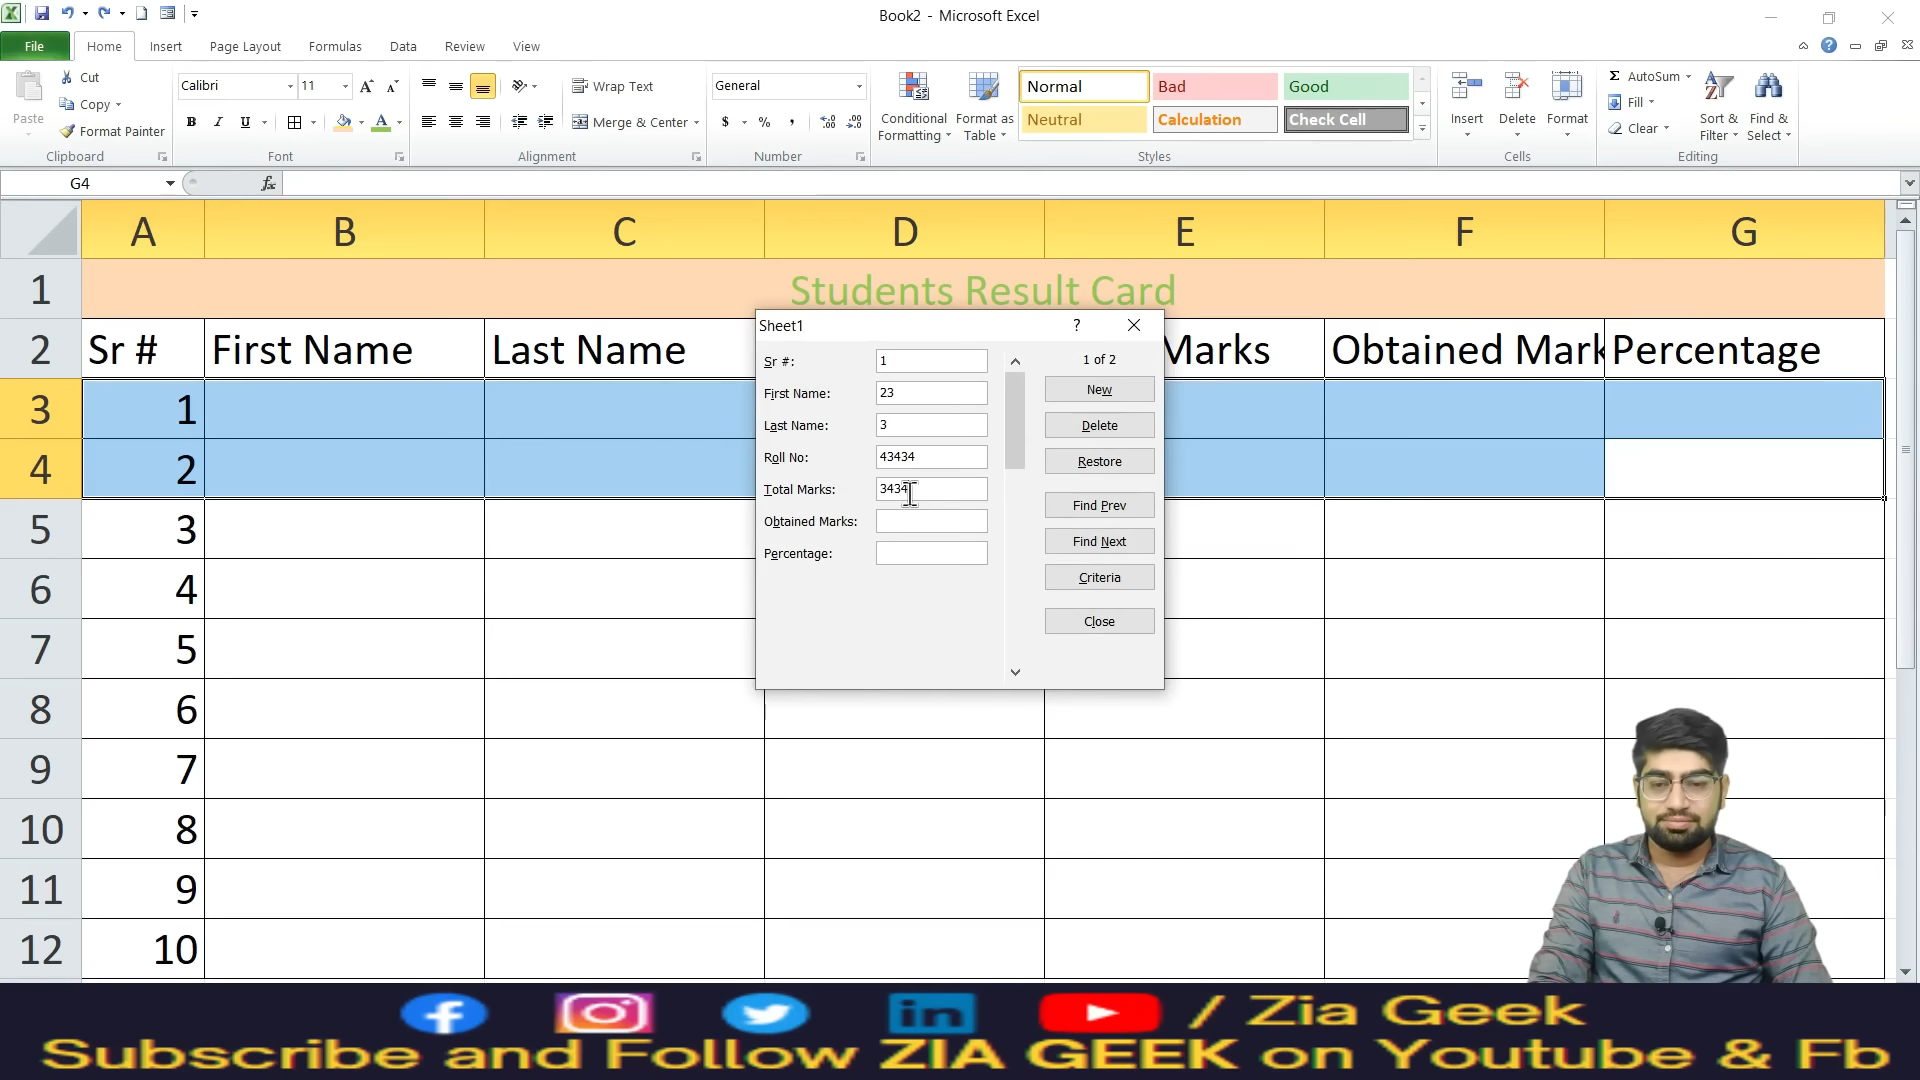 Book2 - Microsoft Excel
File Home Insert Page Layout Formulas Data Review View
Paste
Cut
Copy
Format Painter
Clipboard
Calibri 11
B I U
Font
Wrap Text
Merge & Center
Alignment
General
$ % ,
Number
Conditional Formatting
Format as Table
Normal Bad Good
Neutral Calculation Check Cell
Styles
Insert Delete Format
Cells
AutoSum
Fill
Clear
Sort & Filter
Find & Select
Editing
G4 fx
A B C D E F G
1 Students Result Card
2 Sr # First Name Last Name Marks Obtained Mark Percentage
3 1
4 2
5 3
6 4
7 5
8 6
9 7
10 8
11 9
12 10
Sheet1 ?
Sr #: 1
First Name: 23
Last Name: 3
Roll No: 43434
Total Marks: 3434
Obtained Marks:
Percentage:
1 of 2
New
Delete
Restore
Find Prev
Find Next
Criteria
Close
/ Zia Geek
Subscribe and Follow ZIA GEEK on Youtube & Fb